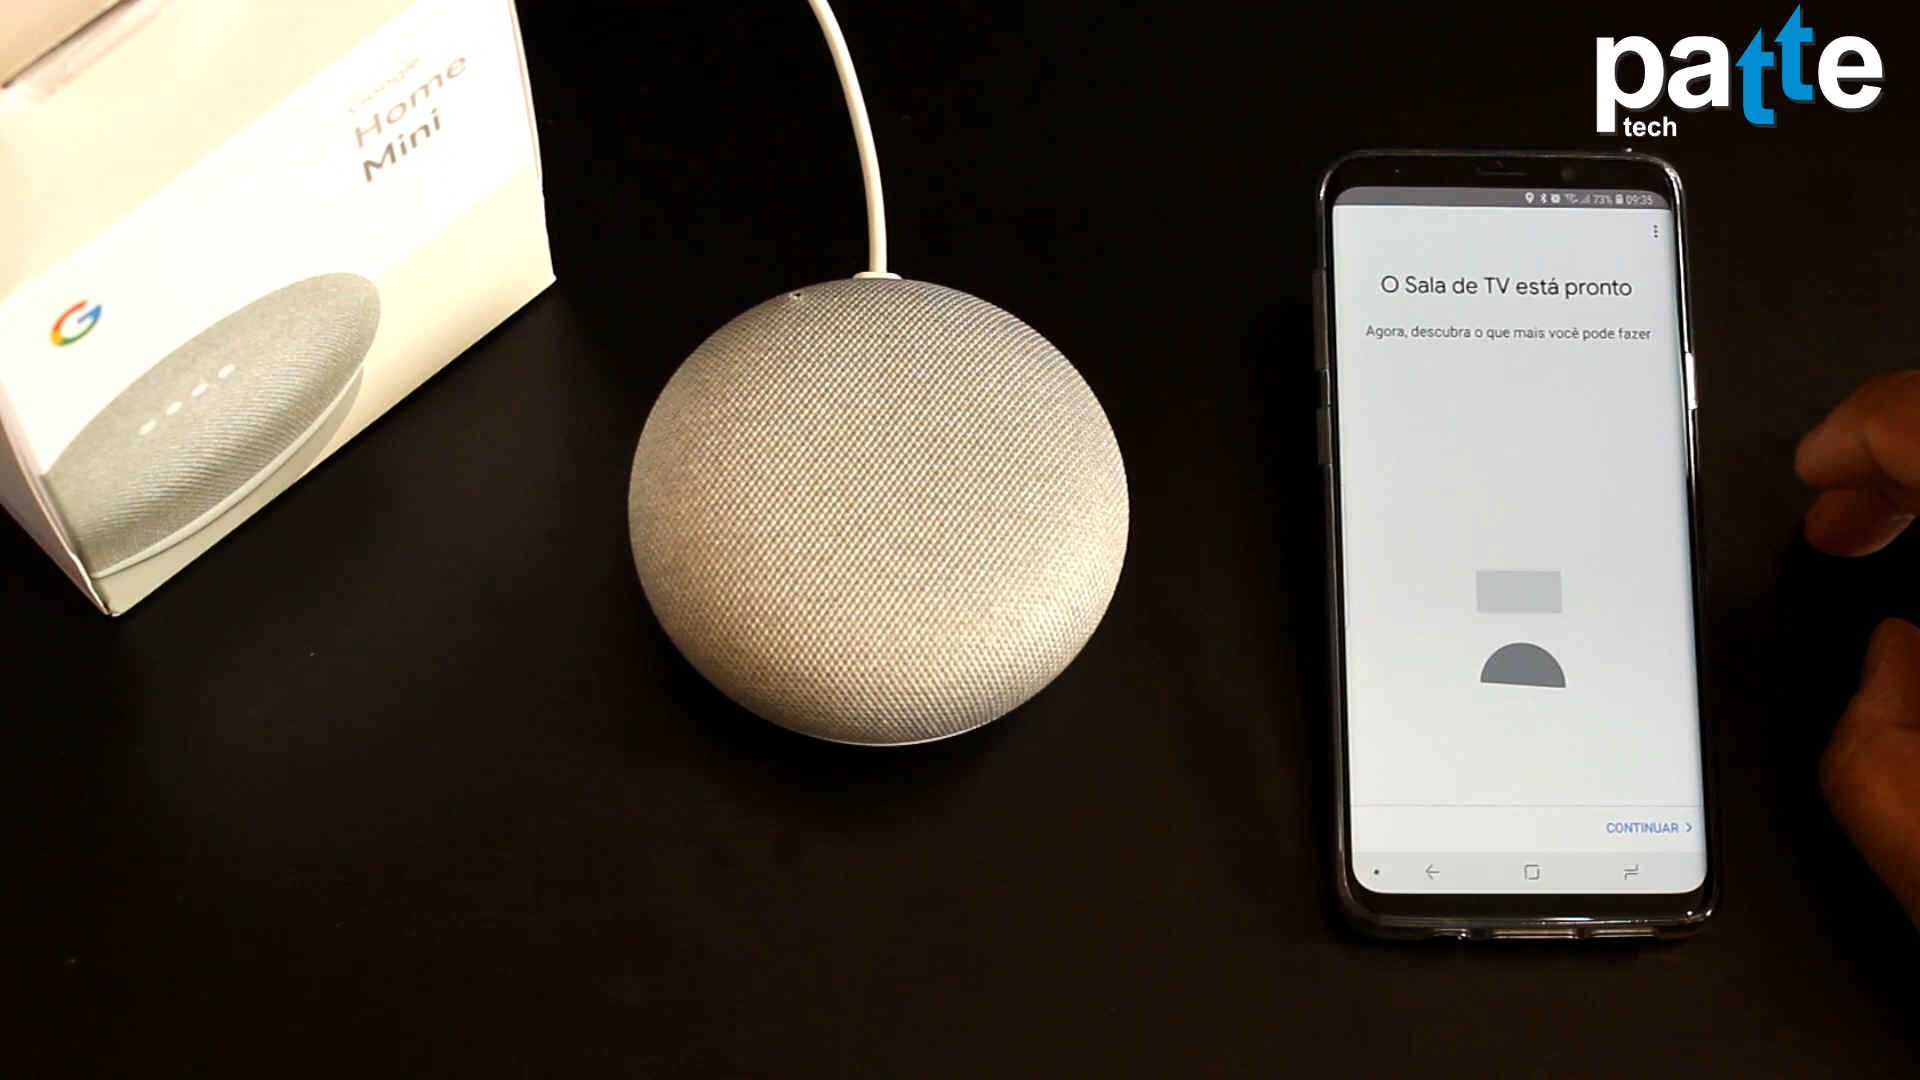 Google
Home
Mini
G
patte
tech
73% 09:35
O Sala de TV está pronto
Agora, descubra o que mais você pode fazer
CONTINUAR >